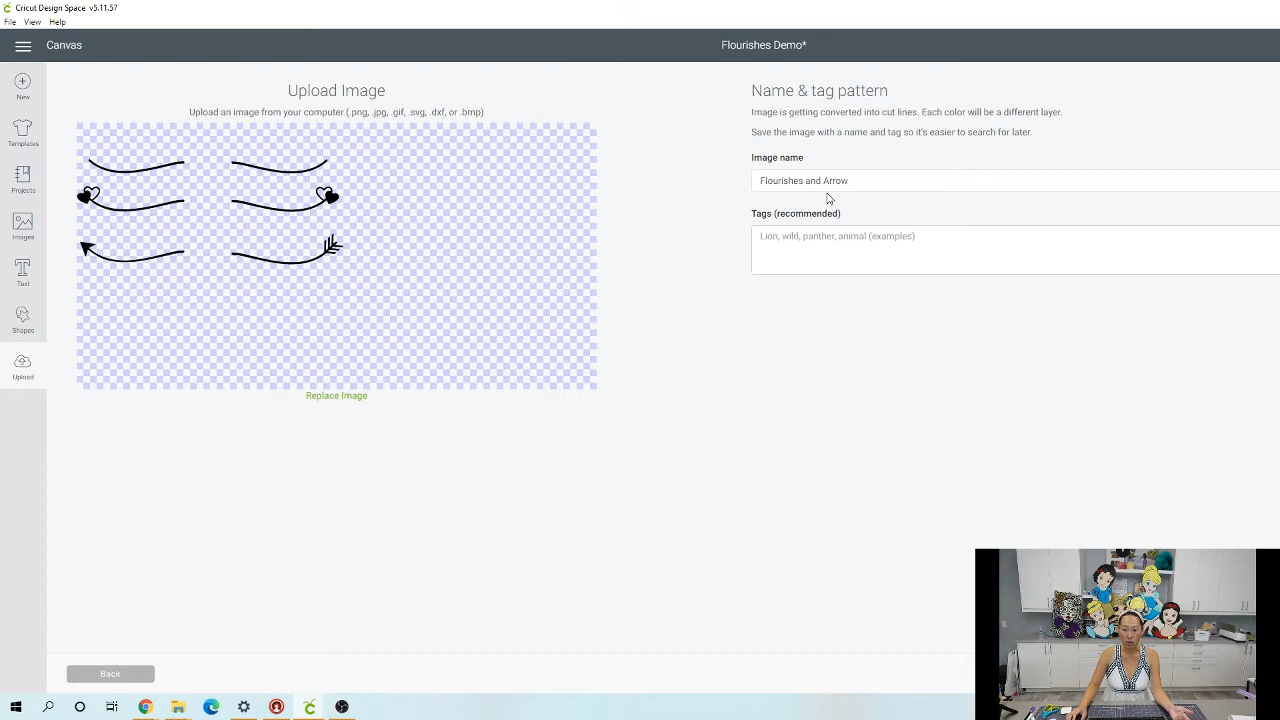 Cricut Design Space v5.11.57
File View Help
Canvas
Flourishes Demo*
New
Templates
Projects
Images
Text
Shapes
Upload
Upload Image
Upload an image from your computer (.png, .jpg, .gif, .svg, .dxf, or .bmp)
Replace Image
Name & tag pattern
Image is getting converted into cut lines. Each color will be a different layer.
Save the image with a name and tag so it's easier to search for later.
Image name
Flourishes and Arrow
Tags (recommended)
Lion, wild, panther, animal (examples)
Back